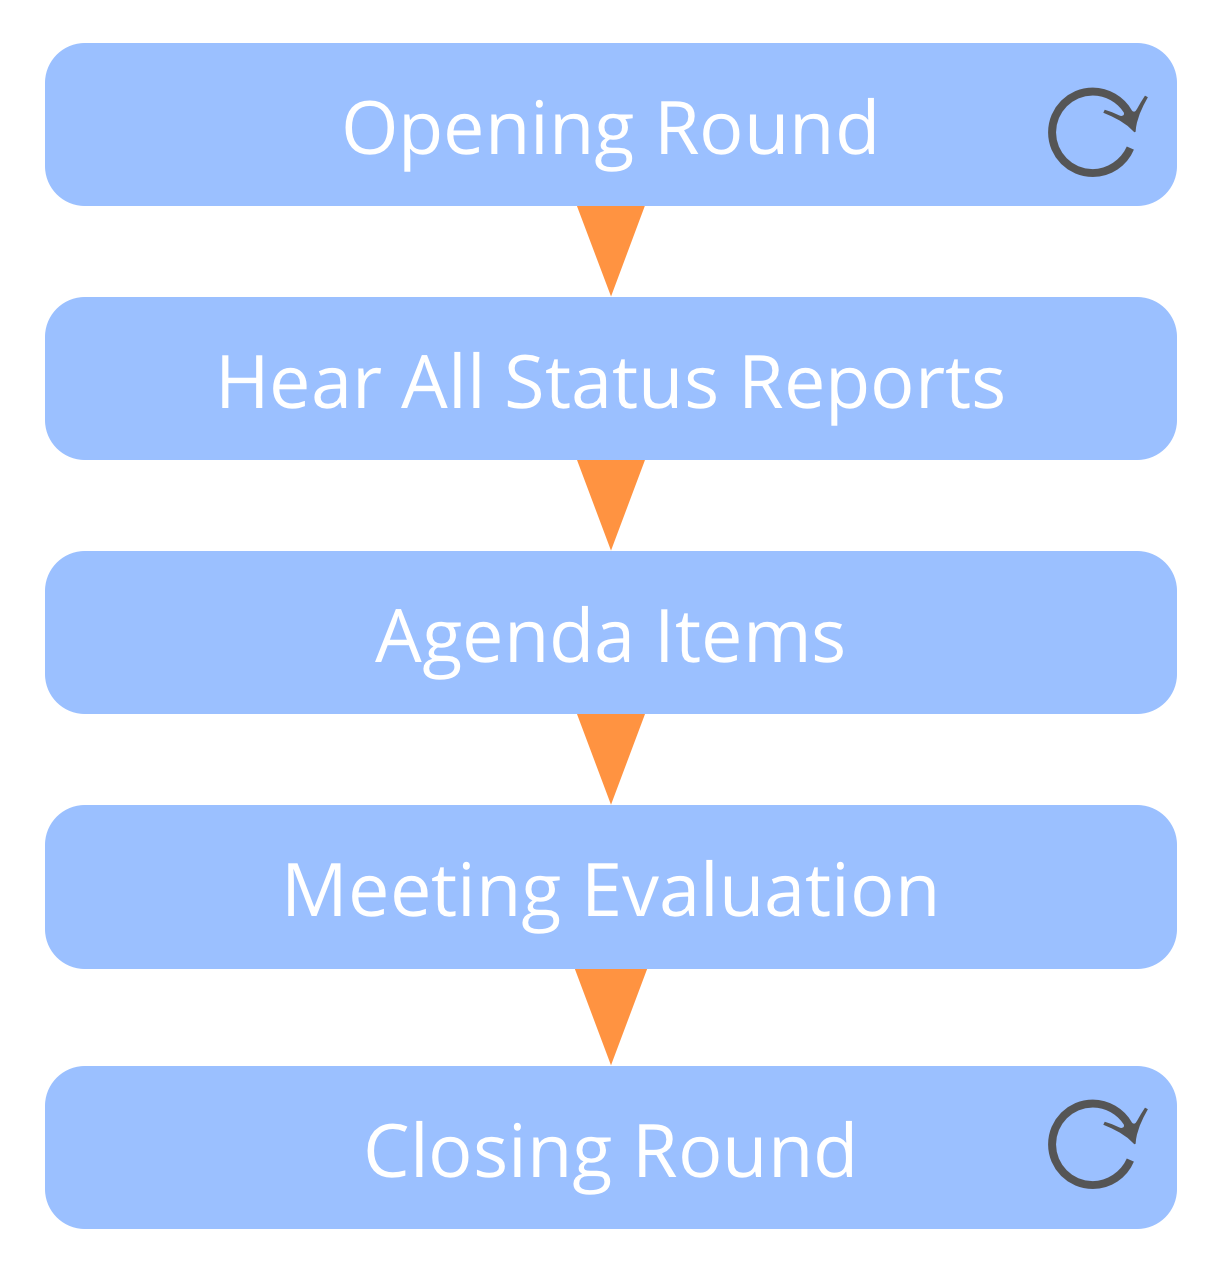 Opening Round
Hear All Status Reports
Agenda Items
Meeting Evaluation
Closing Round